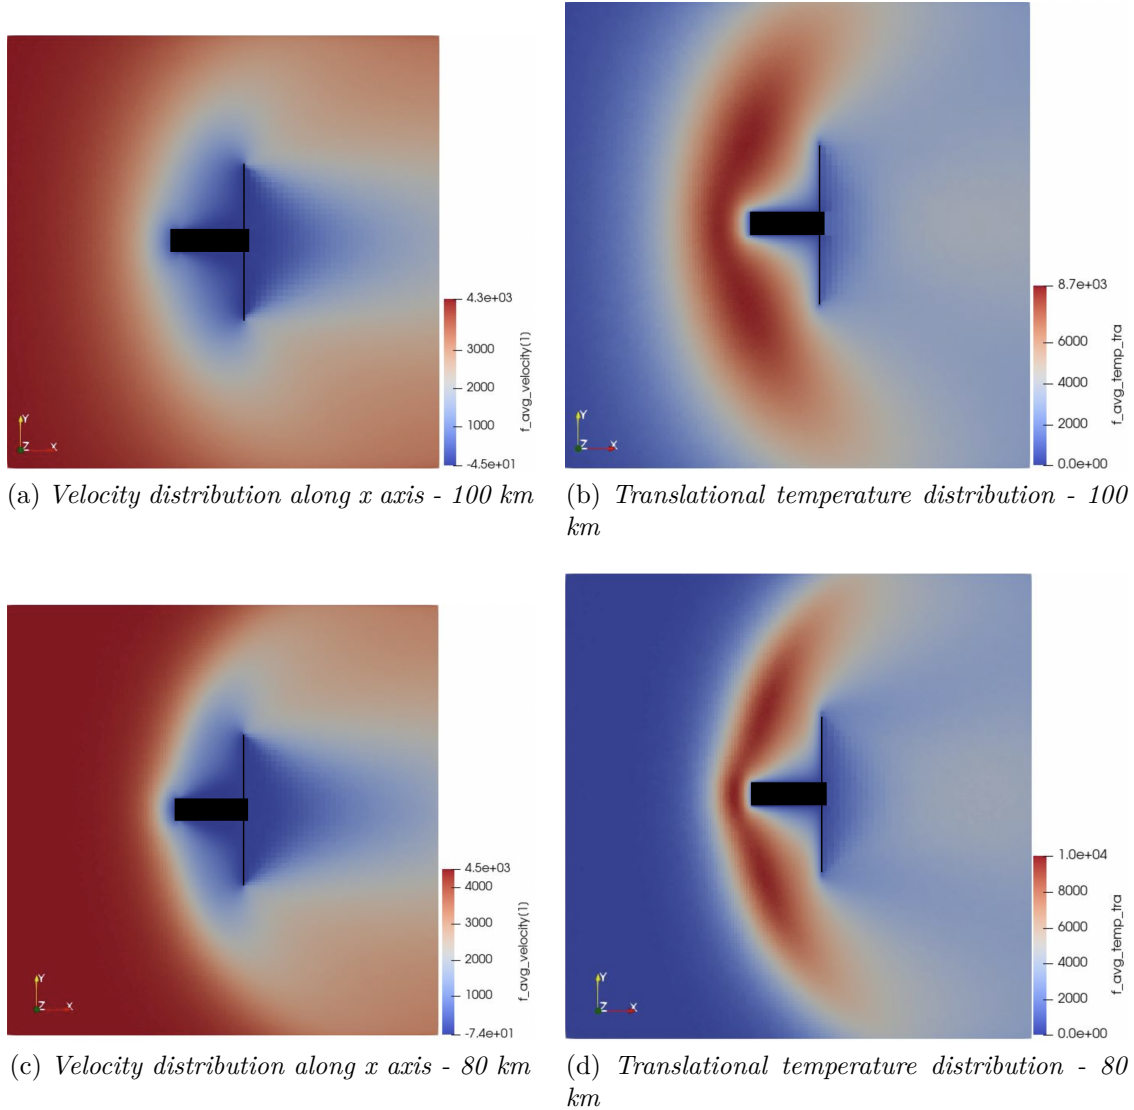 4.3e+03
3000
2000
1000
-4.5e+01
f_avg_velocity(1)
Y
Z
X
(a) Velocity distribution along x axis - 100 km
8.7e+03
8000
6000
4000
2000
0.0e+00
f_avg_temp_tra
Y
Z
X
(b) Translational temperature distribution - 100
km
4.5e+03
4000
3000
2000
1000
-7.4e+01
f_avg_velocity(1)
Y
Z
X
(c) Velocity distribution along x axis - 80 km
1.0e+04
8000
6000
4000
2000
0.0e+00
f_avg_temp_tra
Y
Z
X
(d) Translational temperature distribution - 80
km